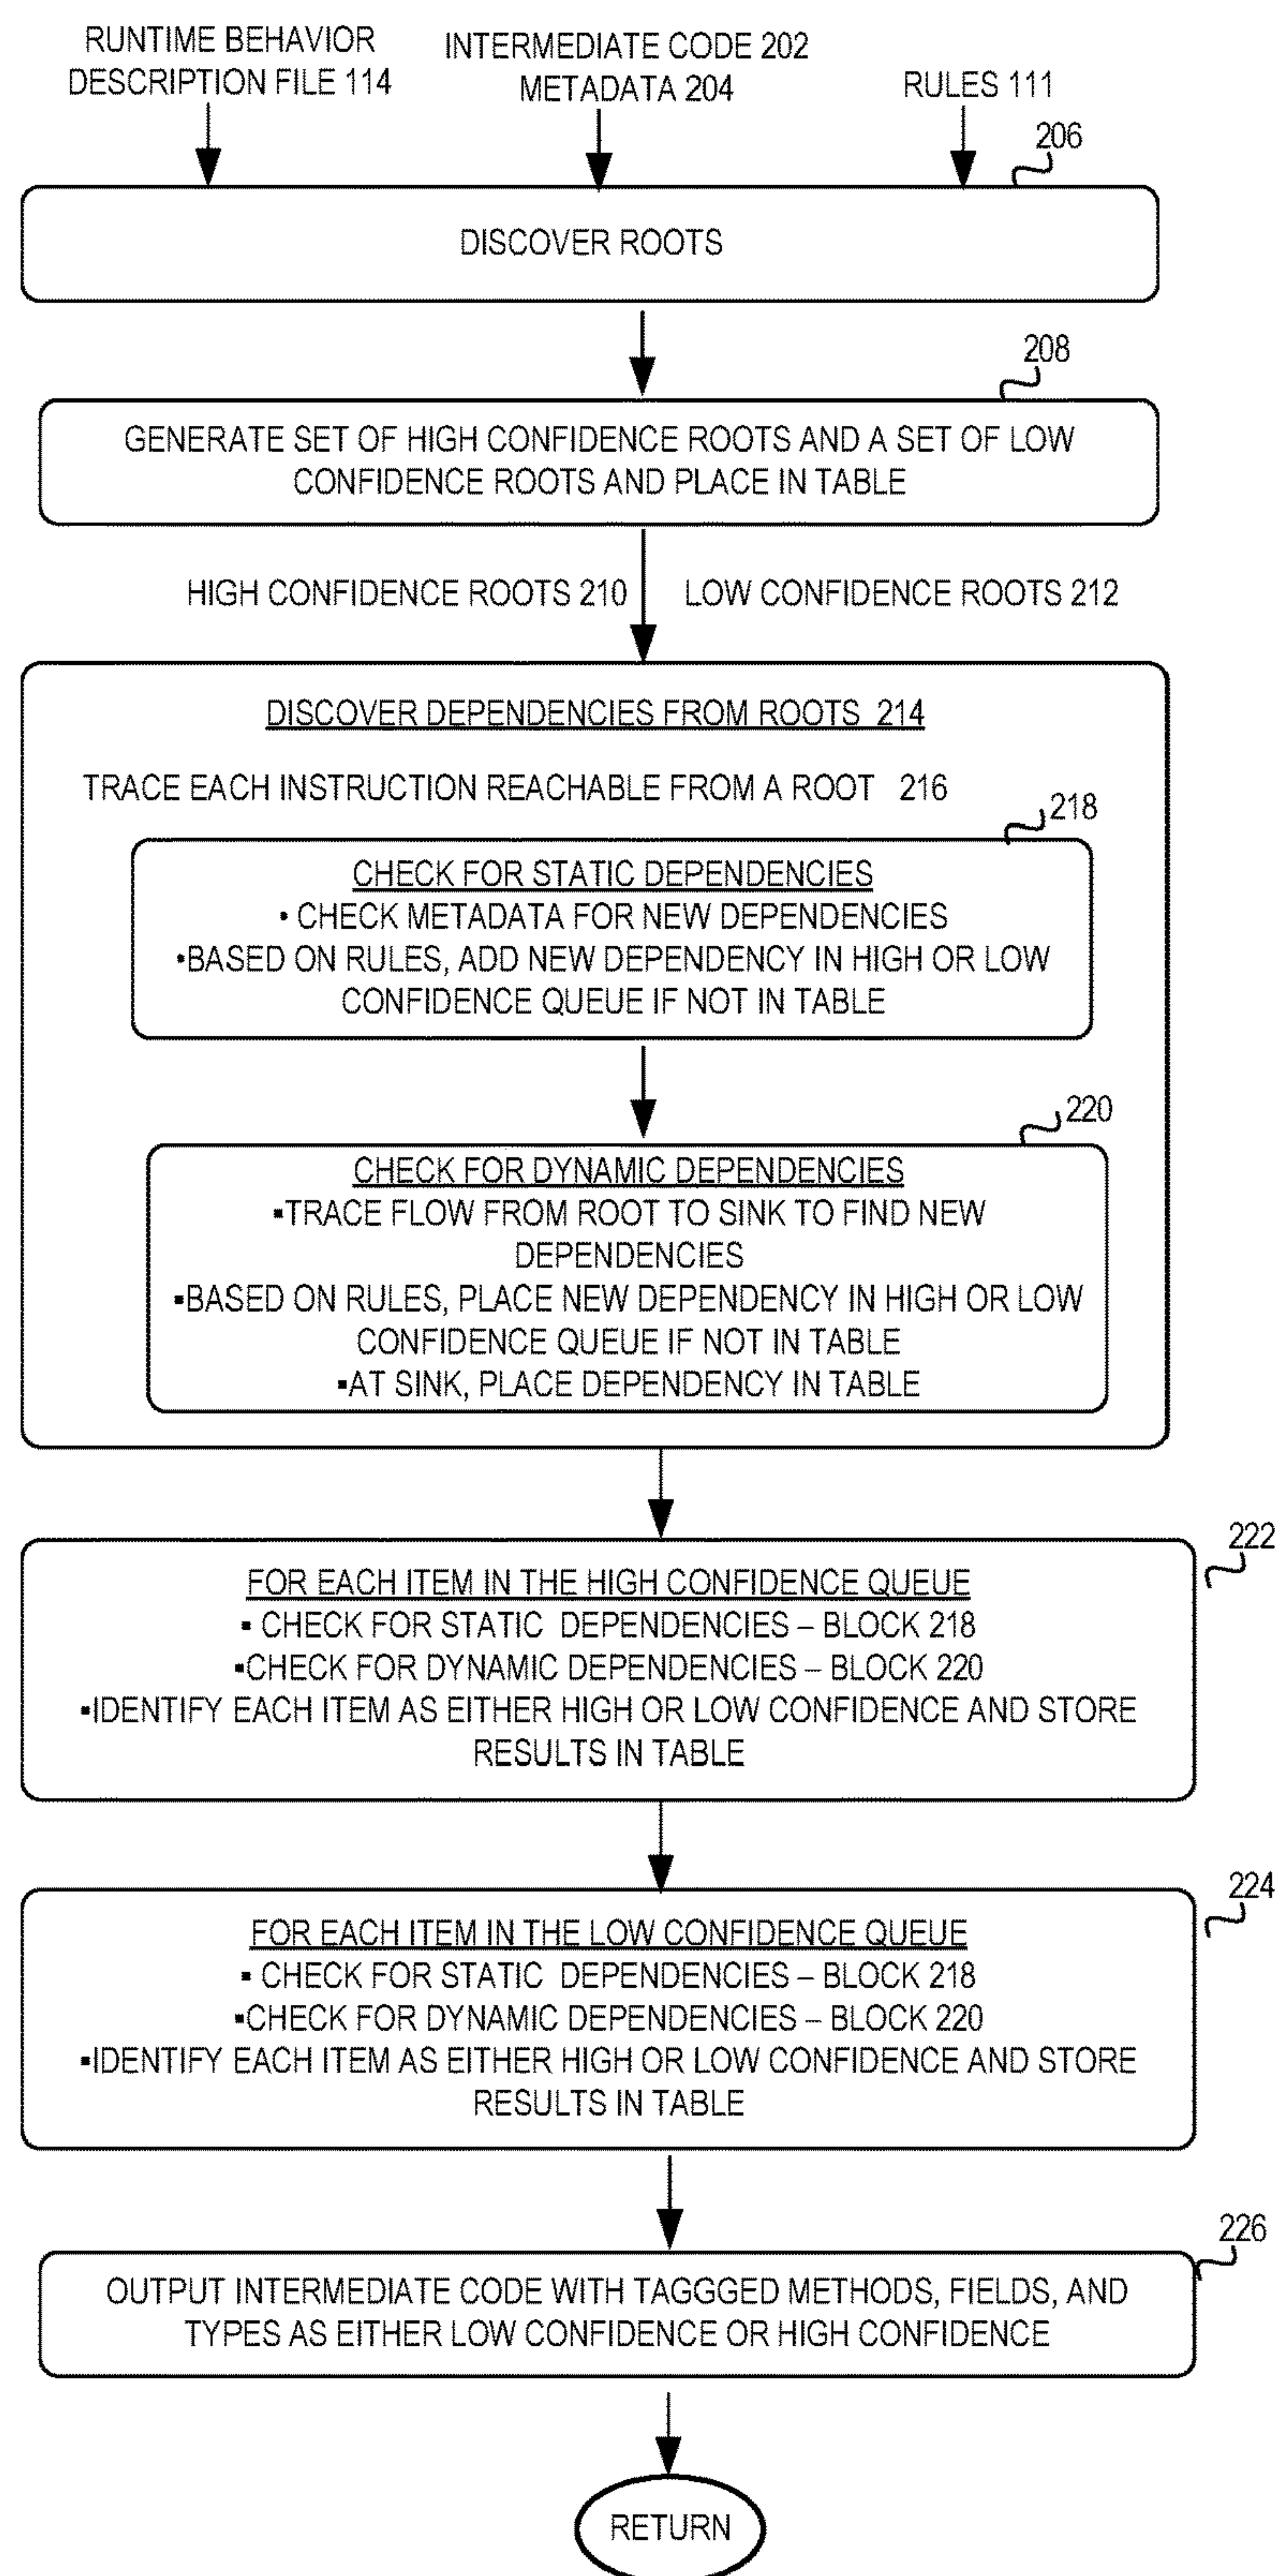 RUNTIME BEHAVIOR
DESCRIPTION FILE 114
INTERMEDIATE CODE 202
METADATA 204
RULES 111
206
DISCOVER ROOTS
208
GENERATE SET OF HIGH CONFIDENCE ROOTS AND A SET OF LOW
CONFIDENCE ROOTS AND PLACE IN TABLE
HIGH CONFIDENCE ROOTS 210
LOW CONFIDENCE ROOTS 212
DISCOVER DEPENDENCIES FROM ROOTS 214
TRACE EACH INSTRUCTION REACHABLE FROM A ROOT 216
218
CHECK FOR STATIC DEPENDENCIES
• CHECK METADATA FOR NEW DEPENDENCIES
•BASED ON RULES, ADD NEW DEPENDENCY IN HIGH OR LOW
CONFIDENCE QUEUE IF NOT IN TABLE
220
CHECK FOR DYNAMIC DEPENDENCIES
▪TRACE FLOW FROM ROOT TO SINK TO FIND NEW
DEPENDENCIES
▪BASED ON RULES, PLACE NEW DEPENDENCY IN HIGH OR LOW
CONFIDENCE QUEUE IF NOT IN TABLE
▪AT SINK, PLACE DEPENDENCY IN TABLE
222
FOR EACH ITEM IN THE HIGH CONFIDENCE QUEUE
▪ CHECK FOR STATIC DEPENDENCIES – BLOCK 218
▪CHECK FOR DYNAMIC DEPENDENCIES – BLOCK 220
▪IDENTIFY EACH ITEM AS EITHER HIGH OR LOW CONFIDENCE AND STORE
RESULTS IN TABLE
224
FOR EACH ITEM IN THE LOW CONFIDENCE QUEUE
▪ CHECK FOR STATIC DEPENDENCIES – BLOCK 218
▪CHECK FOR DYNAMIC DEPENDENCIES – BLOCK 220
▪IDENTIFY EACH ITEM AS EITHER HIGH OR LOW CONFIDENCE AND STORE
RESULTS IN TABLE
226
OUTPUT INTERMEDIATE CODE WITH TAGGGED METHODS, FIELDS, AND
TYPES AS EITHER LOW CONFIDENCE OR HIGH CONFIDENCE
RETURN